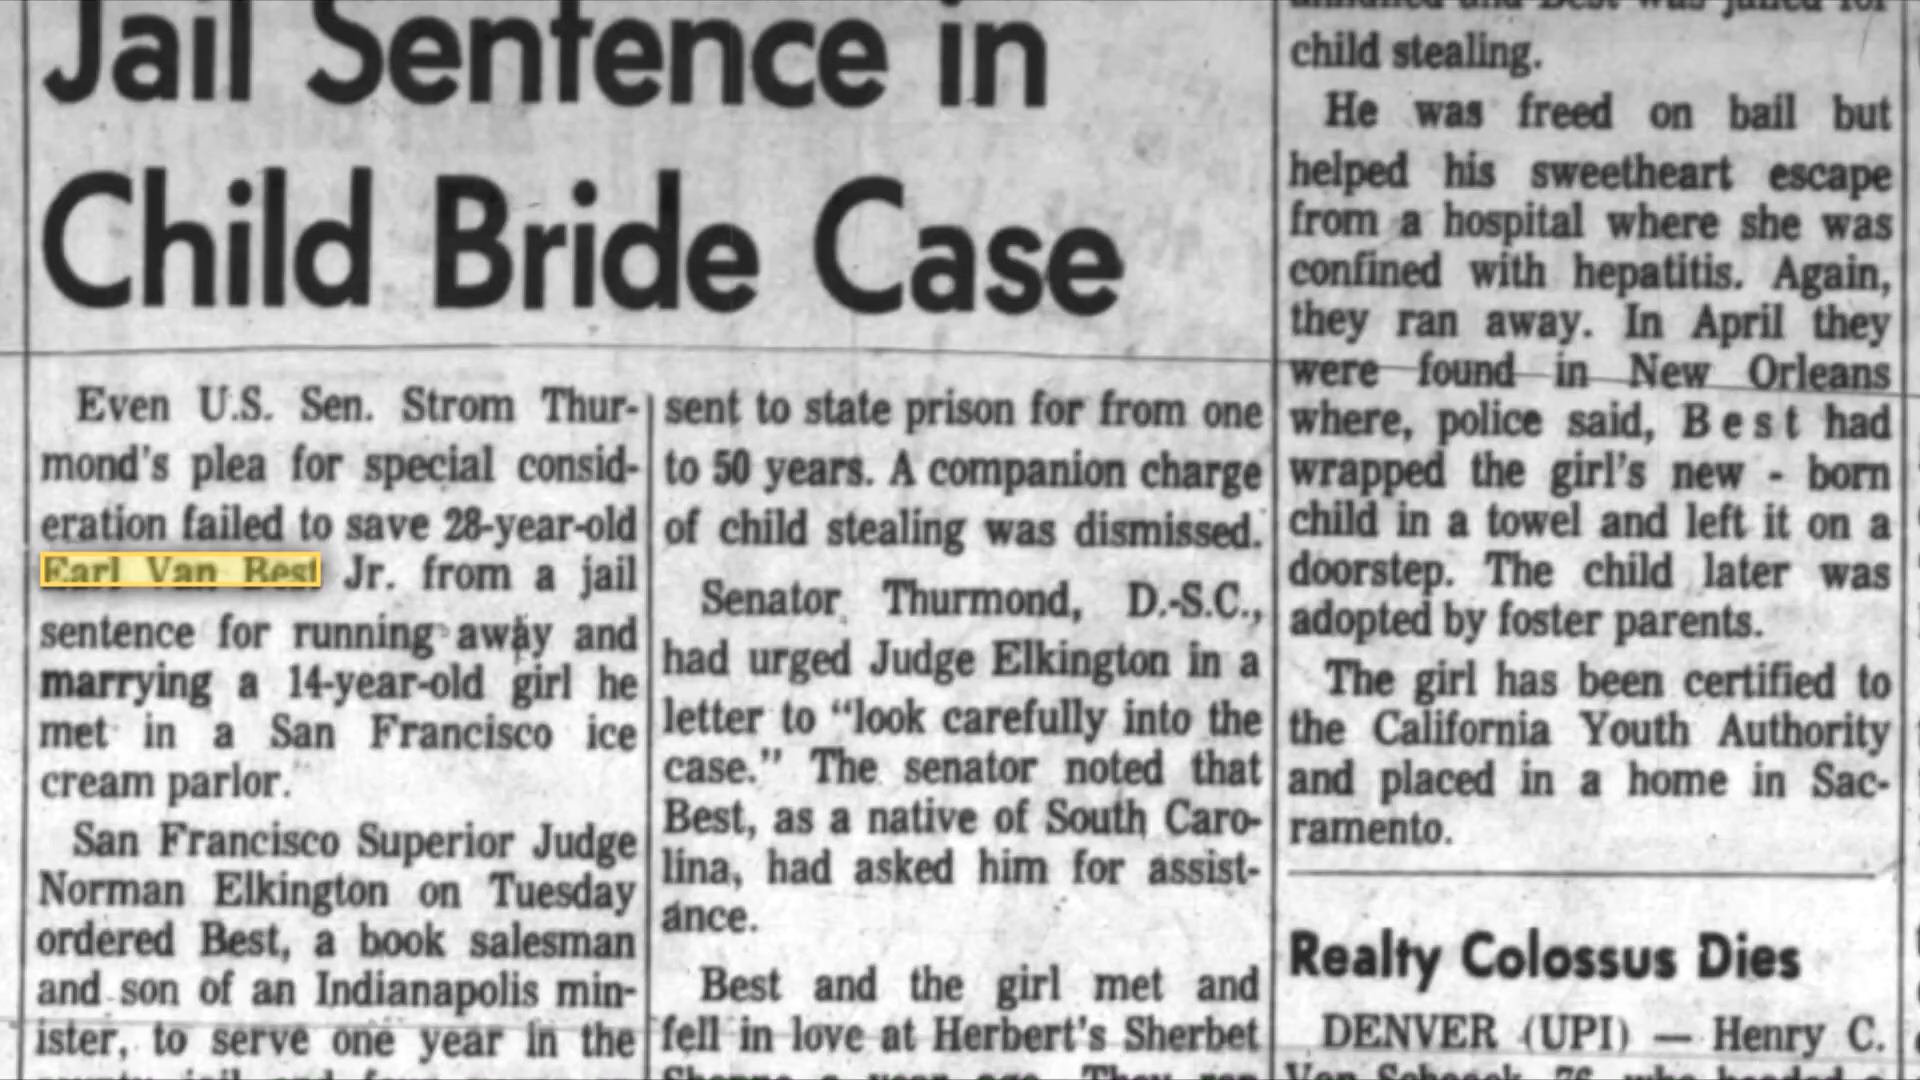 Jail Sentence in
Child Bride Case
Even U.S. Sen. Strom Thur-
mond's plea for special consid-
eration failed to save 28-year-old
Earl Van Best Jr. from a jail
sentence for running away and
marrying a 14-year-old girl he
met in a San Francisco ice
cream parlor.
San Francisco Superior Judge
Norman Elkington on Tuesday
ordered Best, a book salesman
and son of an Indianapolis min-
ister, to serve one year in the
sent to state prison for from one
to 50 years. A companion charge
of child stealing was dismissed.
Senator Thurmond, D.-S.C.,
had urged Judge Elkington in a
letter to "look carefully into the
case." The senator noted that
Best, as a native of South Caro-
lina, had asked him for assist-
ance.
Best and the girl met and
fell in love at Herbert's Sherbet
and Best was jailed for
child stealing.
He was freed on bail but
helped his sweetheart escape
from a hospital where she was
confined with hepatitis. Again,
they ran away. In April they
were found in New Orleans
where, police said, Best had
wrapped the girl's new - born
child in a towel and left it on a
doorstep. The child later was
adopted by foster parents.
The girl has been certified to
the California Youth Authority
and placed in a home in Sac-
ramento.
Realty Colossus Dies
DENVER (UPI) — Henry C.